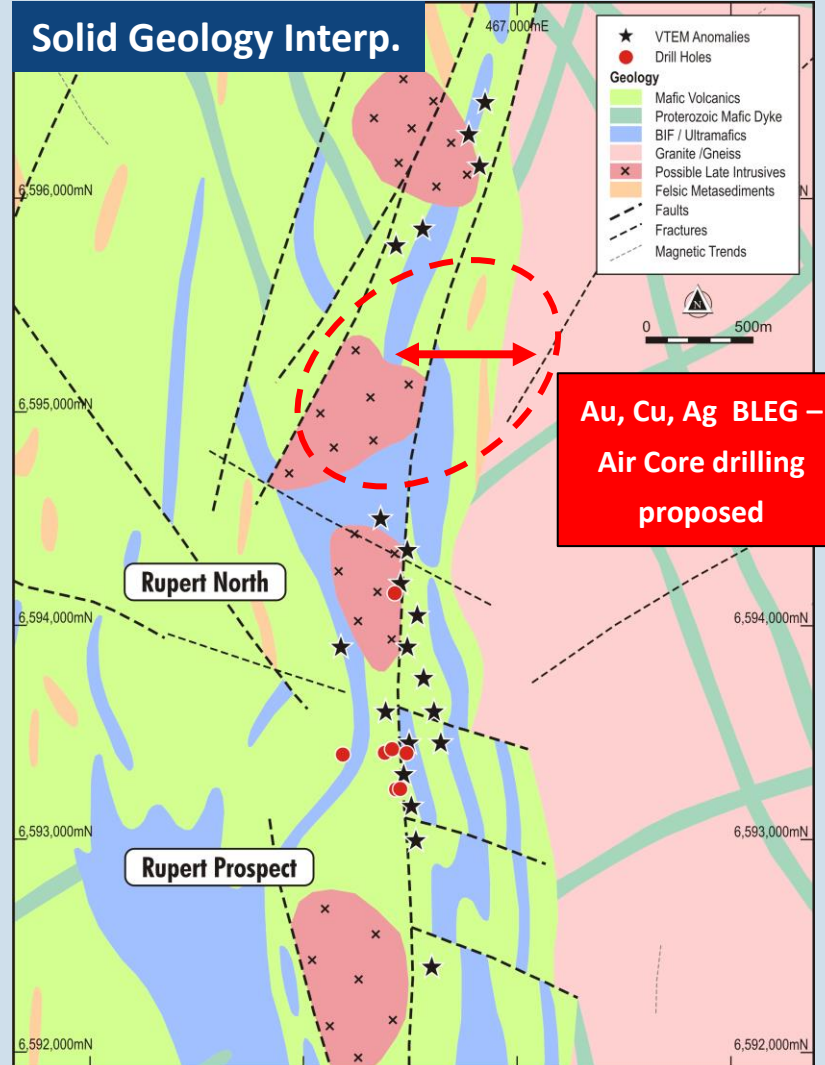 Solid Geology Interp.
467,000mE
VTEM Anomalies
Drill Holes
Geology
Mafic Volcanics
Proterozoic Mafic Dyke
BIF / Ultramafics
Granite /Gneiss
Possible Late Intrusives
Felsic Metasediments
Faults
Fractures
Magnetic Trends
6,596,000mN
N
N
0 500m
6,595,000mN
Au, Cu, Ag BLEG –
Air Core drilling
proposed
Rupert North
6,594,000mN
6,594,000mN
6,593,000mN
6,593,000mN
Rupert Prospect
6,592,000mN
6,592,000mN